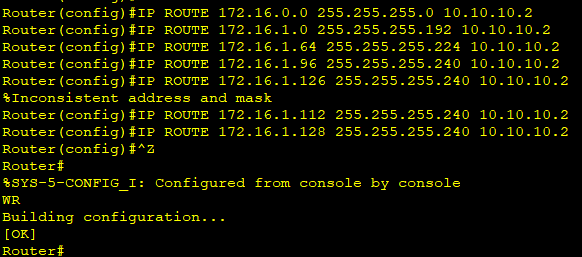 Router(config)#IP ROUTE 172.16.0.0 255.255.255.0 10.10.10.2
Router(config)#IP ROUTE 172.16.1.0 255.255.255.192 10.10.10.2
Router(config)#IP ROUTE 172.16.1.64 255.255.255.224 10.10.10.2
Router(config)#IP ROUTE 172.16.1.96 255.255.255.240 10.10.10.2
Router(config)#IP ROUTE 172.16.1.126 255.255.255.240 10.10.10.2
%Inconsistent address and mask
Router(config)#IP ROUTE 172.16.1.112 255.255.255.240 10.10.10.2
Router(config)#IP ROUTE 172.16.1.128 255.255.255.240 10.10.10.2
Router(config)#^Z
Router#
%SYS-5-CONFIG_I: Configured from console by console
WR
Building configuration...
[OK]
Router#